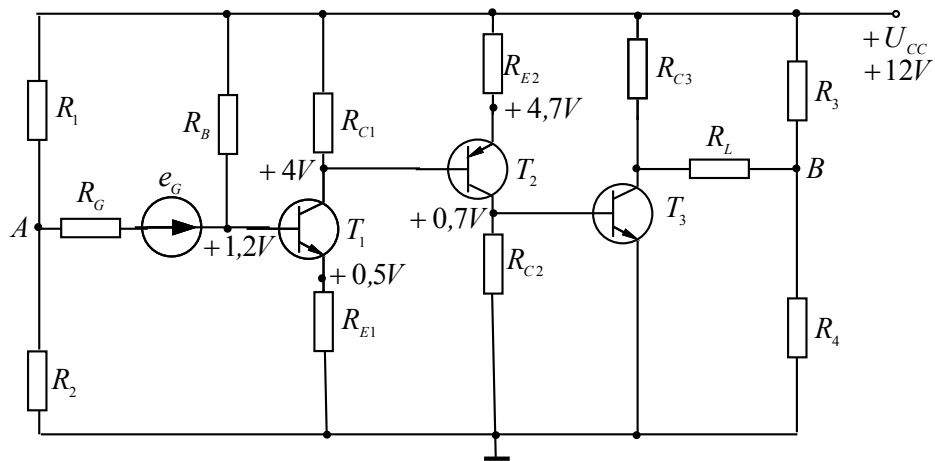 + U_CC
+12V
R_1
R_B
R_C1
R_E2
R_C3
R_3
+ 4,7V
R_L
+ 4V
T_2
B
R_G
e_G
A
+ 1,2V
T_1
+ 0,7V
T_3
+ 0,5V
R_C2
R_E1
R_4
R_2